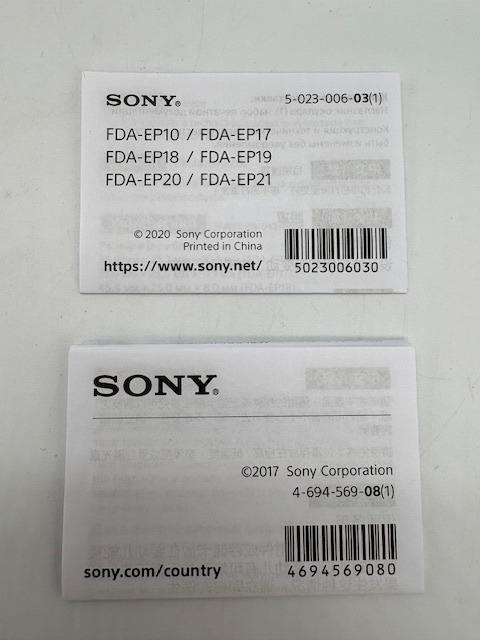 SONY®
5-023-006-03(1)
FDA-EP10 / FDA-EP17
FDA-EP18 / FDA-EP19
FDA-EP20 / FDA-EP21
© 2020 Sony Corporation
Printed in China
https://www.sony.net/
5023006030
SONY®
©2017 Sony Corporation
4-694-569-08(1)
sony.com/country
4694569080